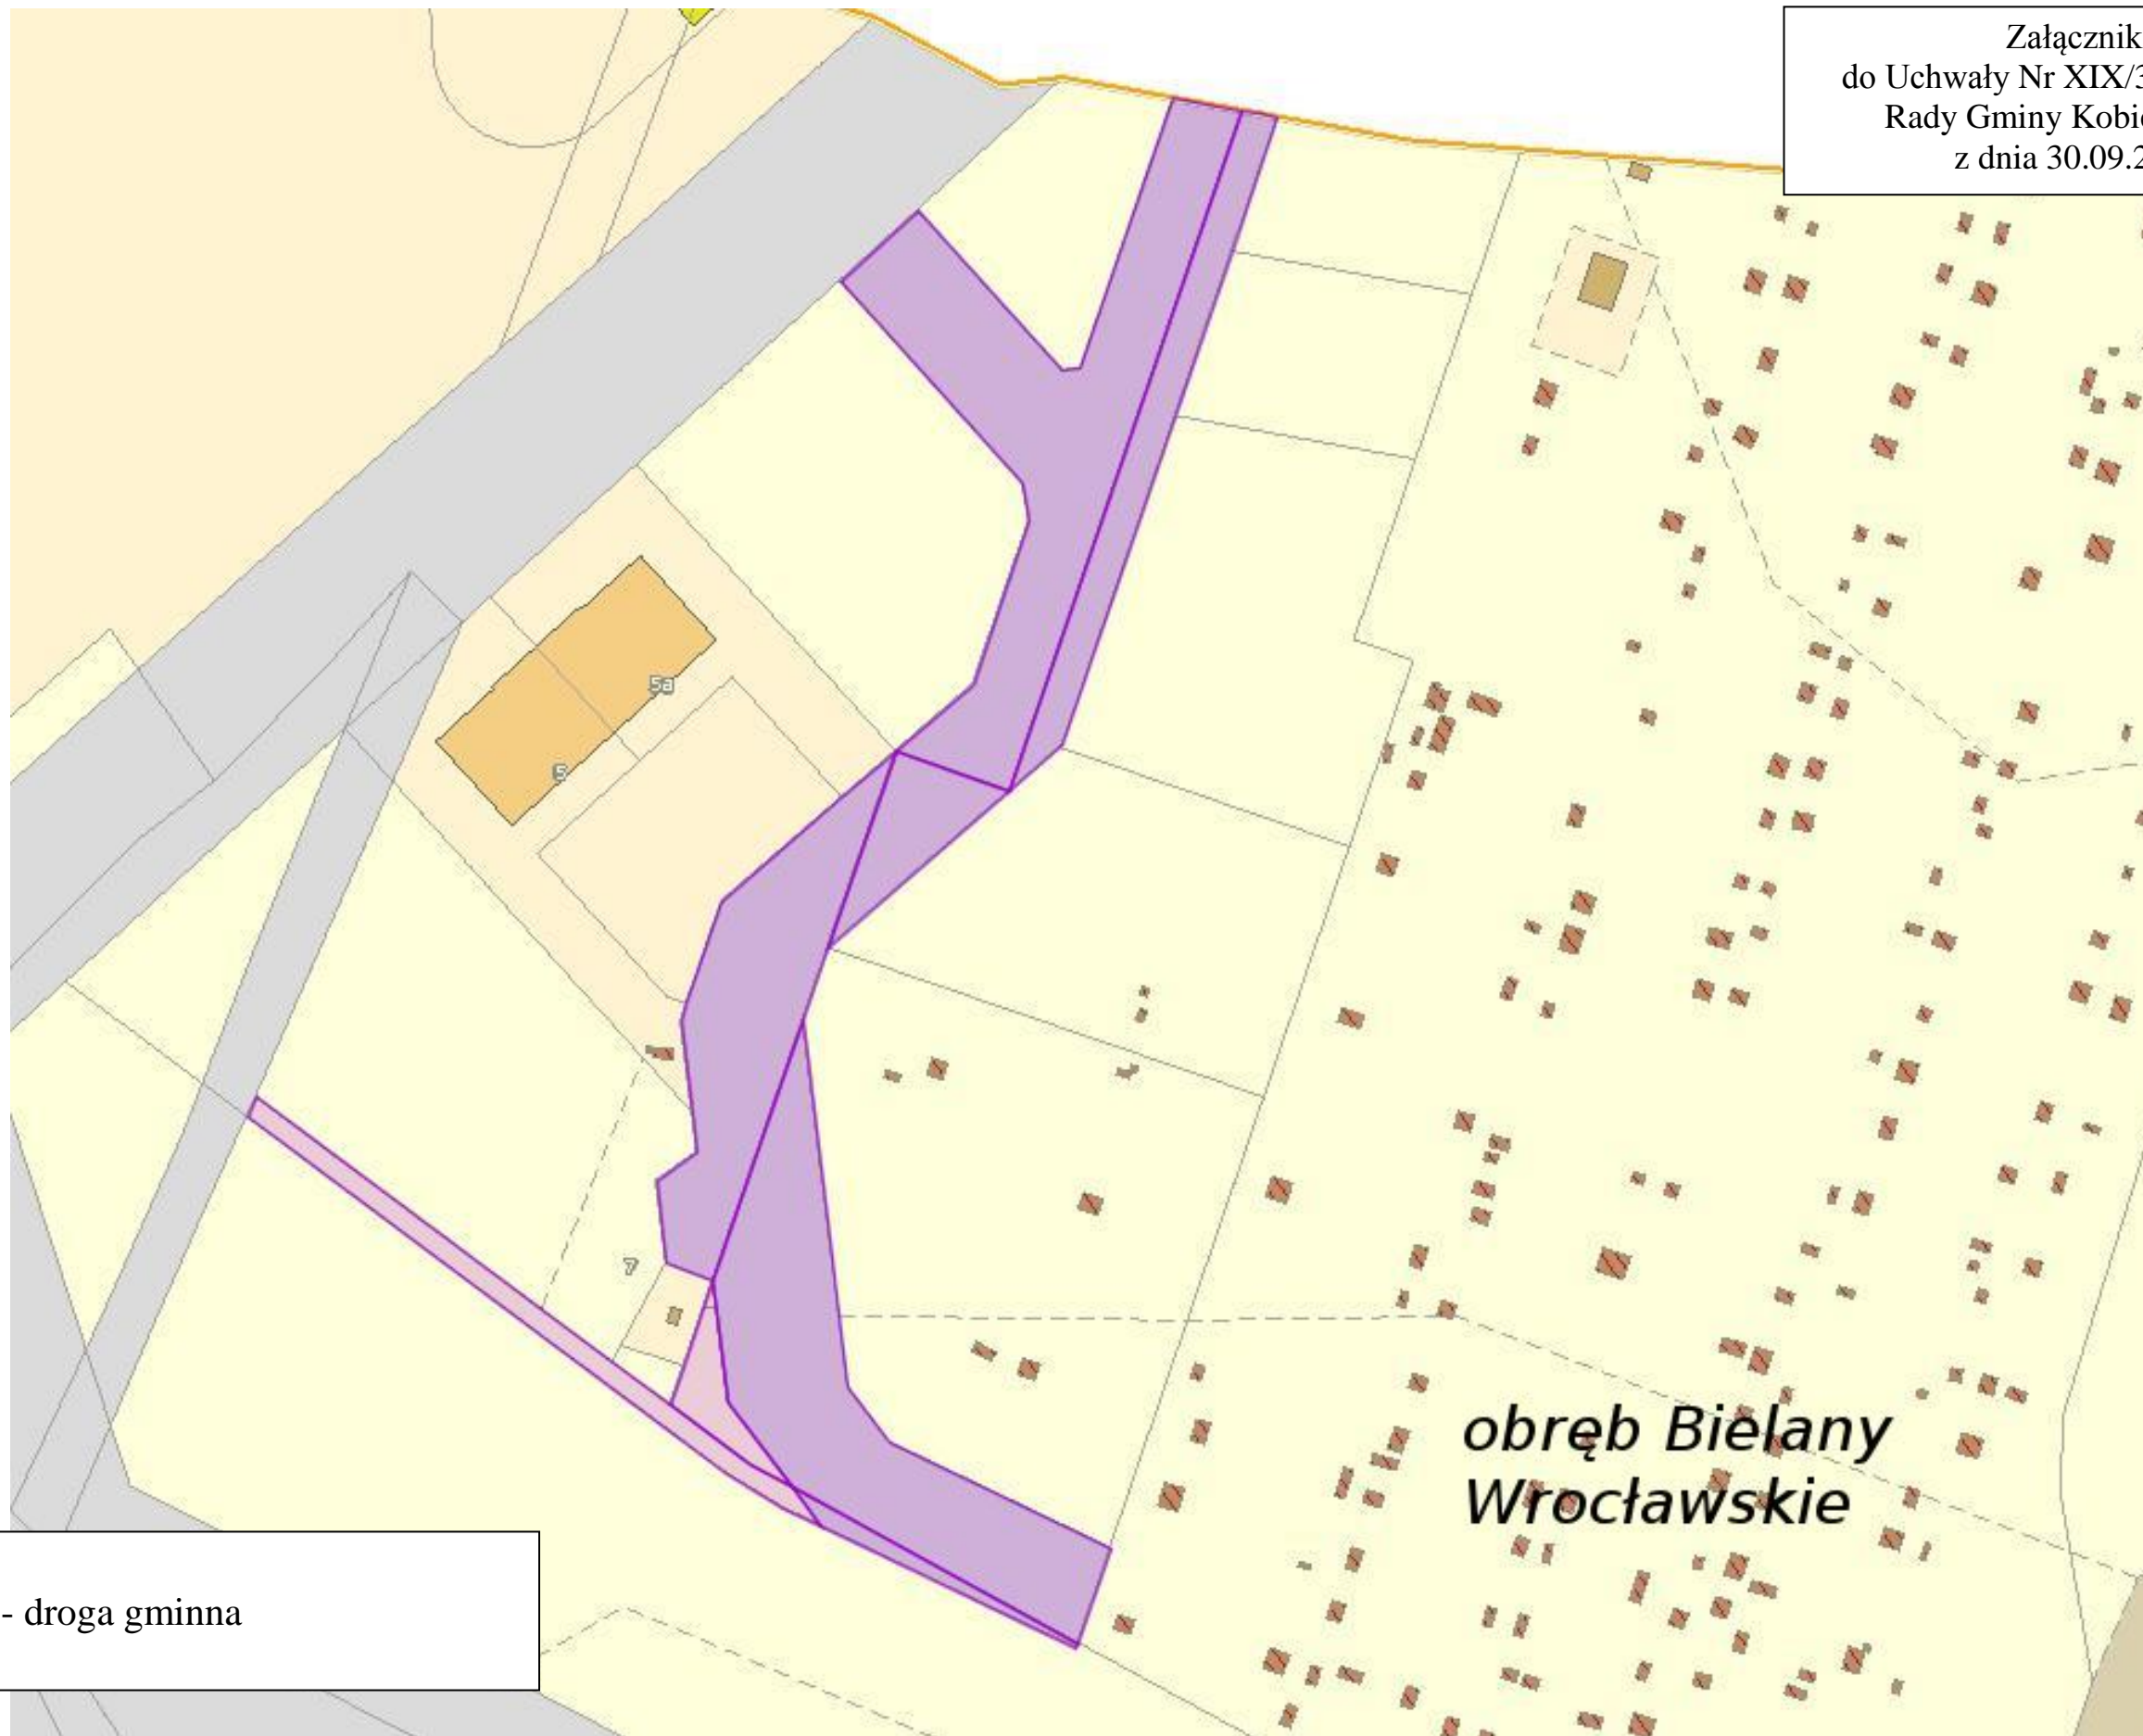 Załącznik
do Uchwały Nr XIX/3
Rady Gminy
z dnia 30.09.2
5a
5
7
obręb Bielany
Wrocławskie
- droga gminna